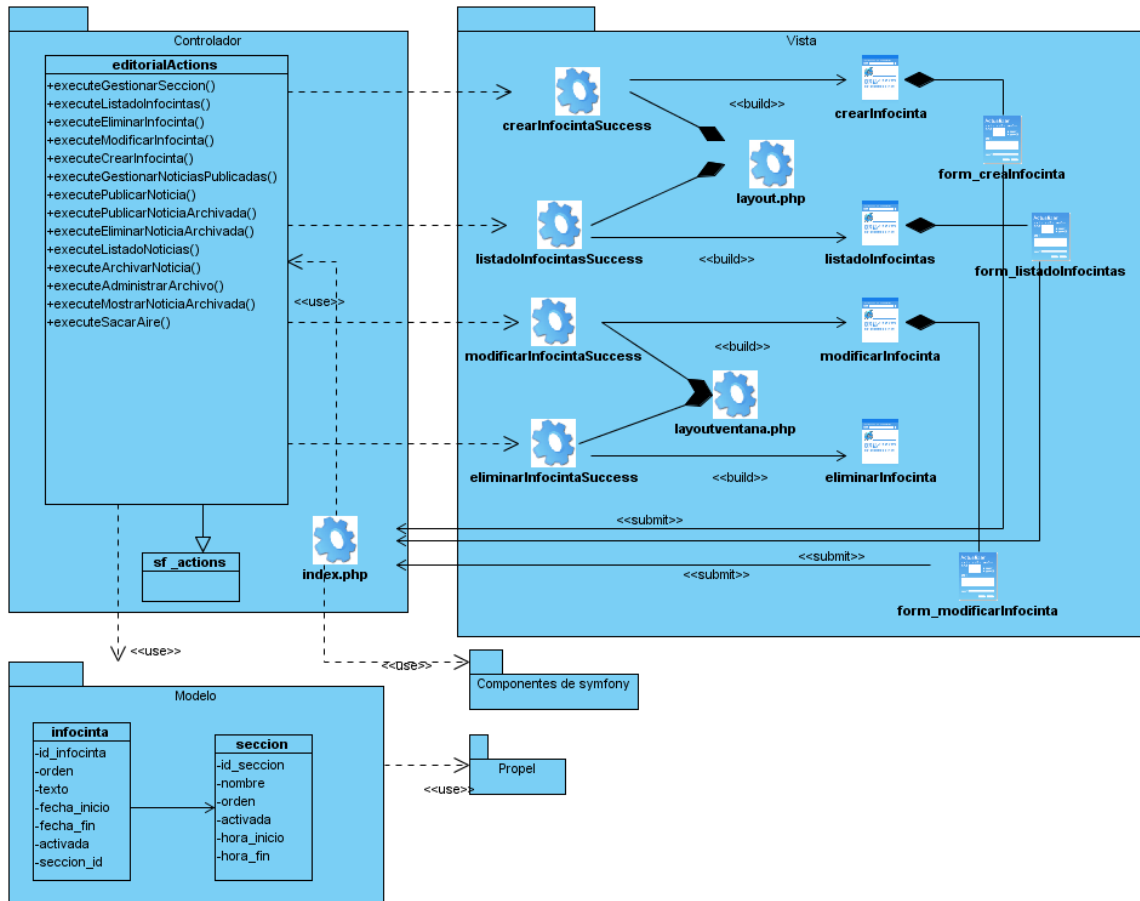 Controlador
editorialActions
+executeGestionarSeccion()
+executeListadoInfocintas()
+executeEliminarInfocinta()
+executeModificarInfocinta()
+executeCrearInfocinta()
+executeGestionarNoticiasPublicadas()
+executePublicarNoticia()
+executePublicarNoticiaArchivada()
+executeEliminarNoticiaArchivada()
+executeListadoNoticias()
+executeArchivarNoticia()
+executeAdministrarArchivo()
+executeMostrarNoticiaArchivada()
+executeSacarAire()
<<use>>
sf _actions
index.php
Vista
crearInfocintaSuccess
<<build>>
crearInfocinta
form_creaInfocinta
layout.php
listadoInfocintasSuccess
<<build>>
listadoInfocintas
form_listadoInfocintas
modificarInfocintaSuccess
<<build>>
modificarInfocinta
layoutventana.php
eliminarInfocintaSuccess
<<build>>
eliminarInfocinta
<<submit>>
<<submit>>
<<submit>>
form_modificarInfocinta
<<use>>
<<use>>
Componentes de symfony
Modelo
infocinta
-id_infocinta
-orden
-texto
-fecha_inicio
-fecha_fin
-activada
-seccion_id
seccion
-id_seccion
-nombre
-orden
-activada
-hora_inicio
-hora_fin
Propel
<<use>>